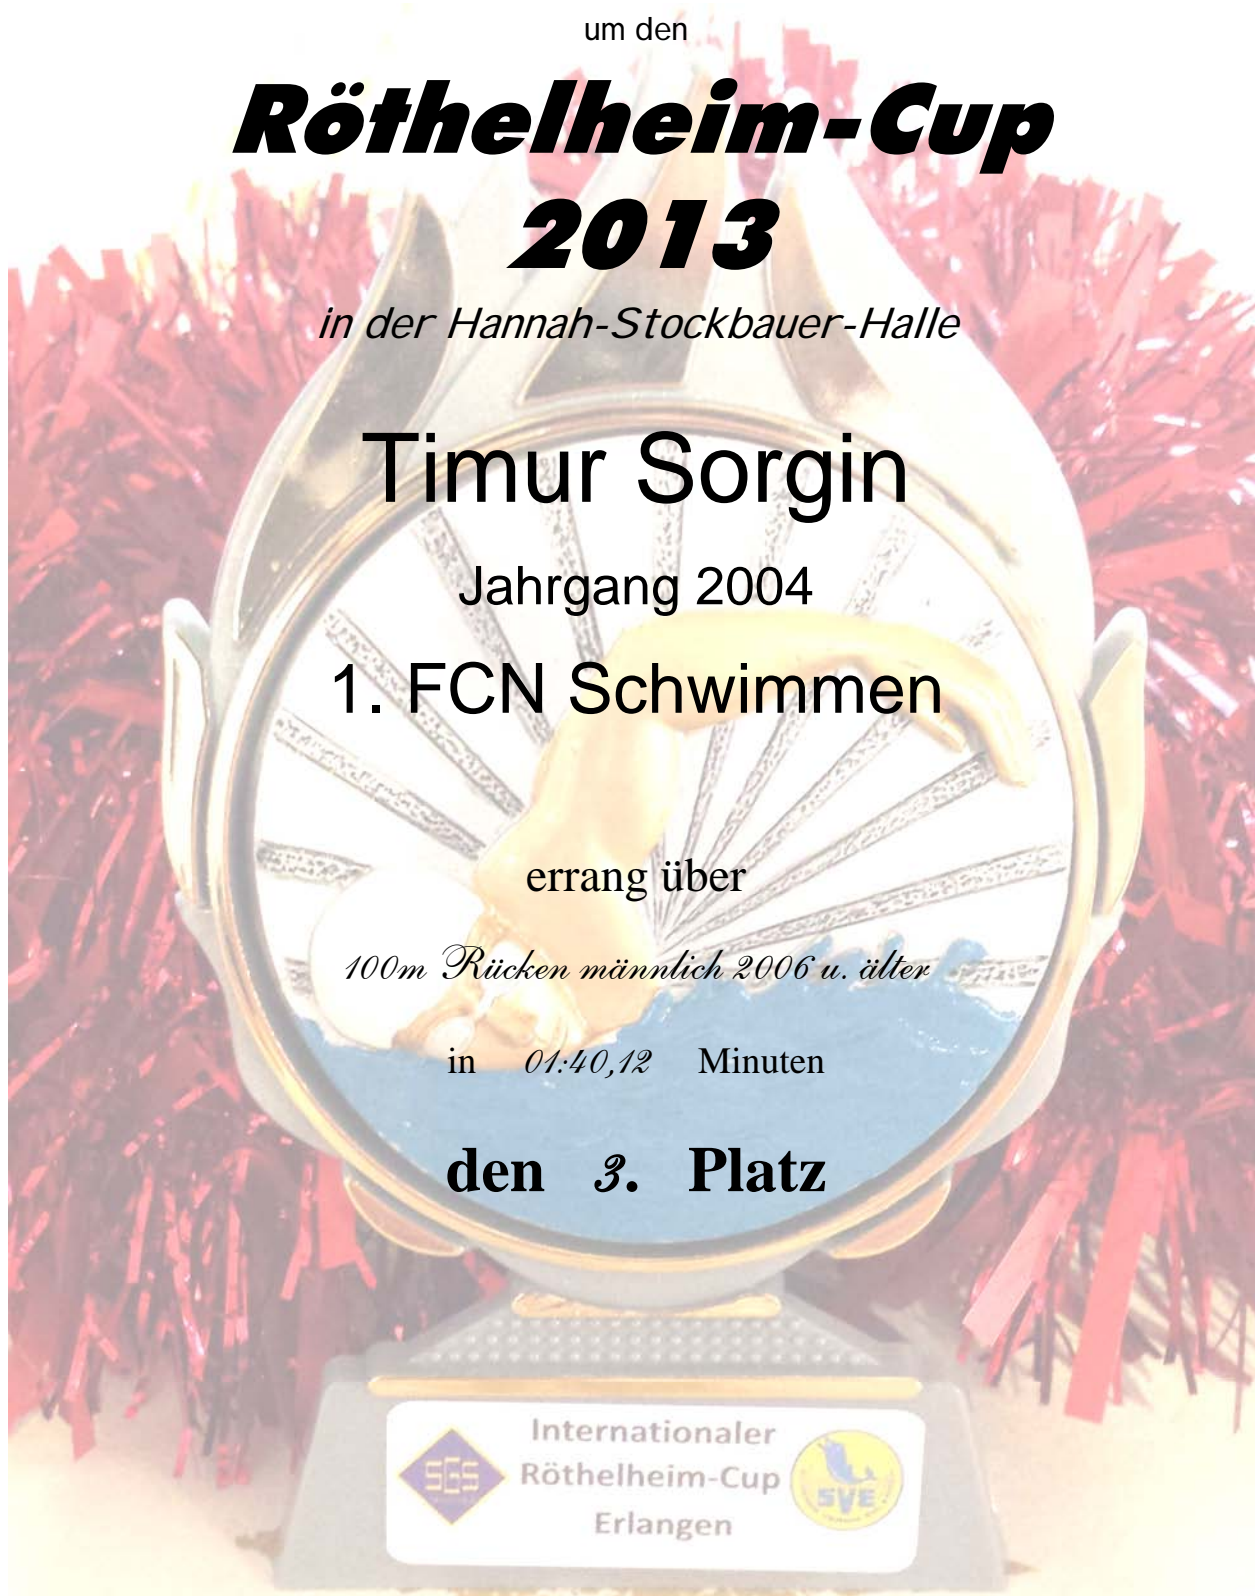 um den
Röthelheim-Cup
2013
in der Hannah-Stockbauer-Halle
Timur Sorgin
Jahrgang 2004
1. FCN Schwimmen
errang über
100m Rücken männlich 2006 u. älter
in 01:40,12 Minuten
den 3. Platz
Internationaler
SGS Röthelheim-Cup SVE
Erlangen